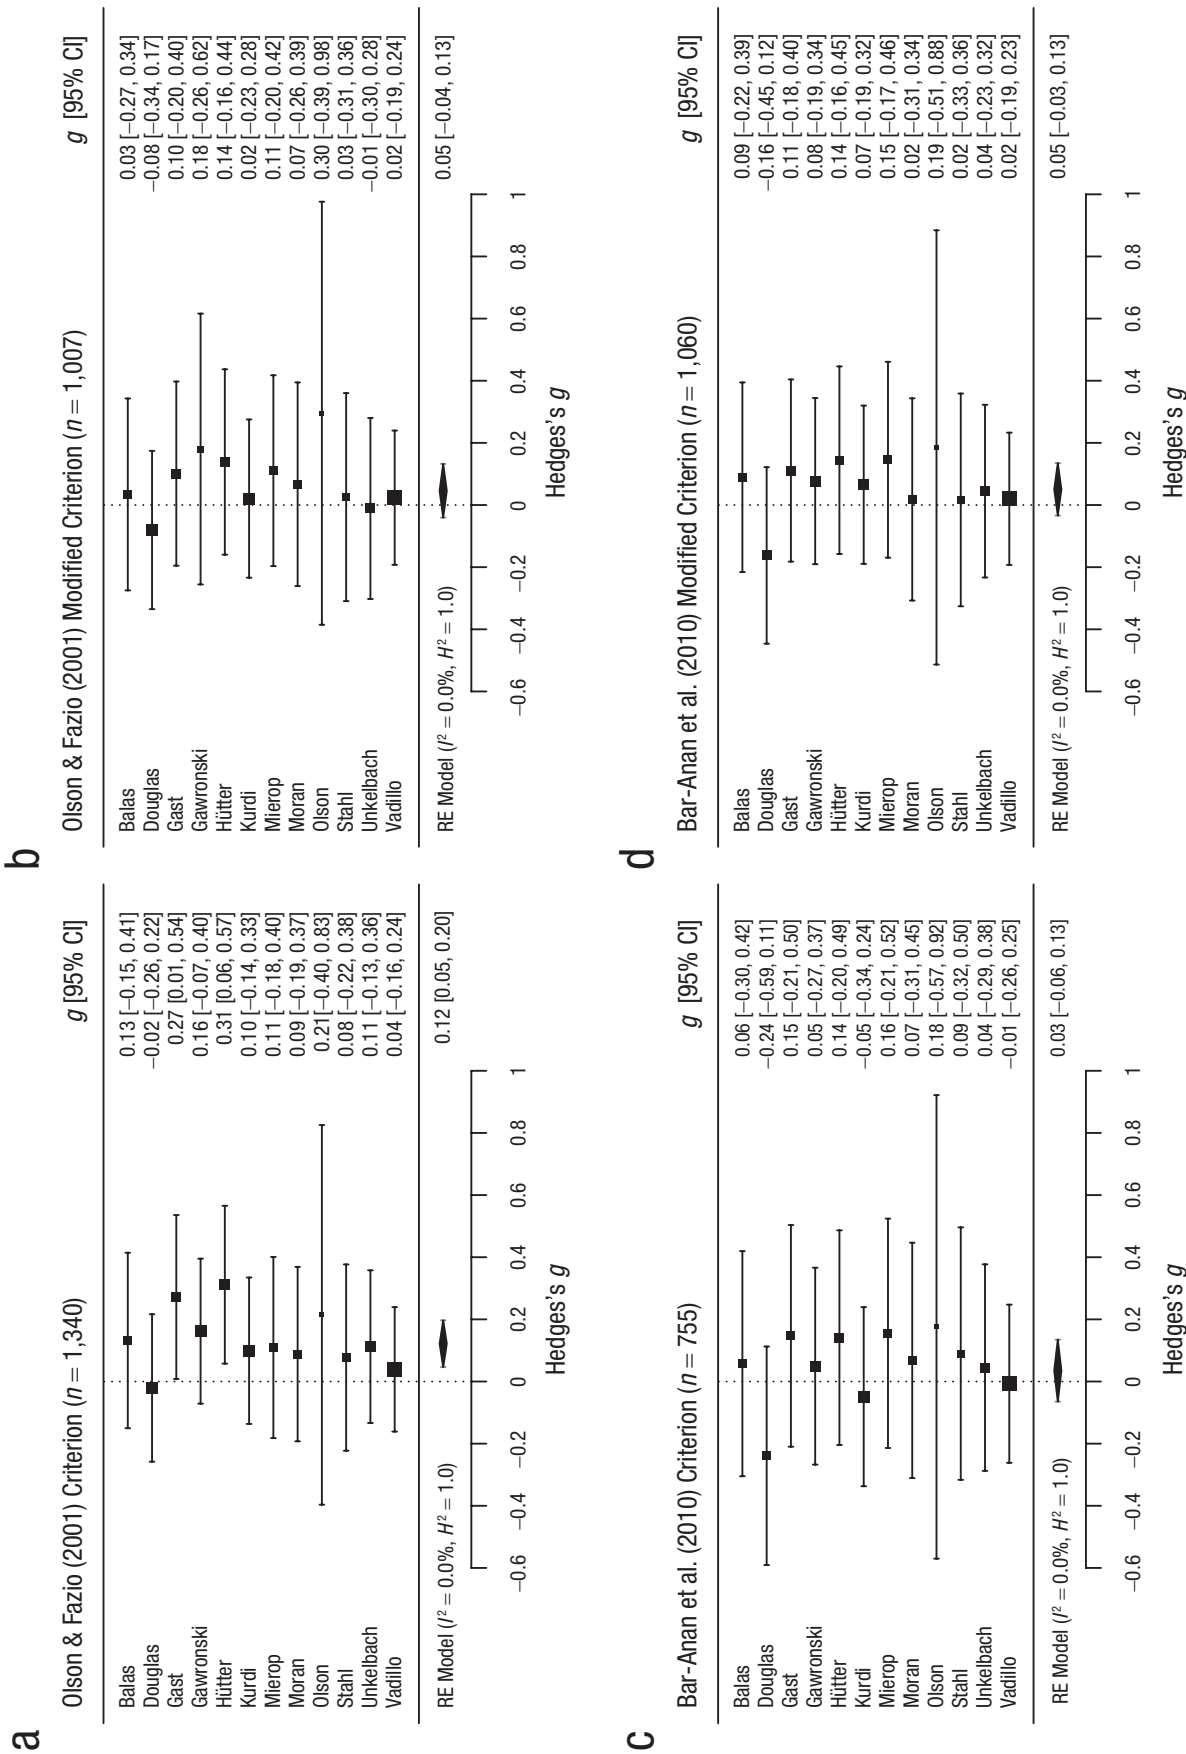 a
Olson & Fazio (2001) Criterion (n = 1,340)
g [95% CI]
Balas 0.13 [−0.15, 0.41]
Douglas −0.02 [−0.26, 0.22]
Gast 0.27 [0.01, 0.54]
Gawronski 0.16 [−0.07, 0.40]
Hütter 0.31 [0.06, 0.57]
Kurdi 0.10 [−0.14, 0.33]
Mierop 0.11 [−0.18, 0.40]
Moran 0.09 [−0.19, 0.37]
Olson 0.21[−0.40, 0.83]
Stahl 0.08 [−0.22, 0.38]
Unkelbach 0.11 [−0.13, 0.36]
Vadillo 0.04 [−0.16, 0.24]
RE Model (I² = 0.0%, H² = 1.0) 0.12 [0.05, 0.20]
−0.6 −0.4 −0.2 0 0.2 0.4 0.6 0.8 1
Hedges's g
b
Olson & Fazio (2001) Modified Criterion (n = 1,007)
g [95% CI]
Balas 0.03 [−0.27, 0.34]
Douglas −0.08 [−0.34, 0.17]
Gast 0.10 [−0.20, 0.40]
Gawronski 0.18 [−0.26, 0.62]
Hütter 0.14 [−0.16, 0.44]
Kurdi 0.02 [−0.23, 0.28]
Mierop 0.11 [−0.20, 0.42]
Moran 0.07 [−0.26, 0.39]
Olson 0.30 [−0.39, 0.98]
Stahl 0.03 [−0.31, 0.36]
Unkelbach −0.01 [−0.30, 0.28]
Vadillo 0.02 [−0.19, 0.24]
RE Model (I² = 0.0%, H² = 1.0) 0.05 [−0.04, 0.13]
−0.6 −0.4 −0.2 0 0.2 0.4 0.6 0.8 1
Hedges's g
c
Bar-Anan et al. (2010) Criterion (n = 755)
g [95% CI]
Balas 0.06 [−0.30, 0.42]
Douglas −0.24 [−0.59, 0.11]
Gast 0.15 [−0.21, 0.50]
Gawronski 0.05 [−0.27, 0.37]
Hütter 0.14 [−0.20, 0.49]
Kurdi −0.05 [−0.34, 0.24]
Mierop 0.16 [−0.21, 0.52]
Moran 0.07 [−0.31, 0.45]
Olson 0.18 [−0.57, 0.92]
Stahl 0.09 [−0.32, 0.50]
Unkelbach 0.04 [−0.29, 0.38]
Vadillo −0.01 [−0.26, 0.25]
RE Model (I² = 0.0%, H² = 1.0) 0.03 [−0.06, 0.13]
−0.6 −0.4 −0.2 0 0.2 0.4 0.6 0.8 1
Hedges's g
d
Bar-Anan et al. (2010) Modified Criterion (n = 1,060)
g [95% CI]
Balas 0.09 [−0.22, 0.39]
Douglas −0.16 [−0.45, 0.12]
Gast 0.11 [−0.18, 0.40]
Gawronski 0.08 [−0.19, 0.34]
Hütter 0.14 [−0.16, 0.45]
Kurdi 0.07 [−0.19, 0.32]
Mierop 0.15 [−0.17, 0.46]
Moran 0.02 [−0.31, 0.34]
Olson 0.19 [−0.51, 0.88]
Stahl 0.02 [−0.33, 0.36]
Unkelbach 0.04 [−0.23, 0.32]
Vadillo 0.02 [−0.19, 0.23]
RE Model (I² = 0.0%, H² = 1.0) 0.05 [−0.03, 0.13]
−0.6 −0.4 −0.2 0 0.2 0.4 0.6 0.8 1
Hedges's g